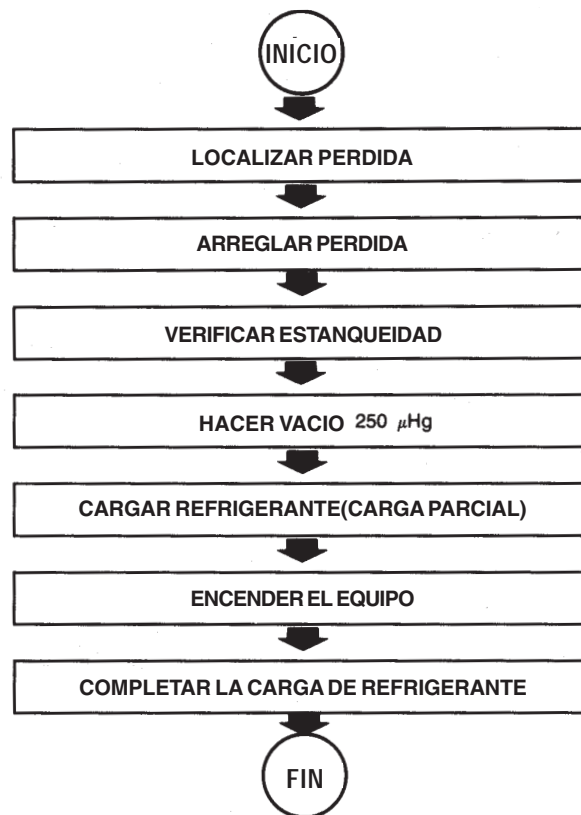 INICIO
LOCALIZAR PERDIDA
ARREGLAR PERDIDA
VERIFICAR ESTANQUEIDAD
HACER VACIO 250 μHg
CARGAR REFRIGERANTE(CARGA PARCIAL)
ENCENDER EL EQUIPO
COMPLETAR LA CARGA DE REFRIGERANTE
FIN